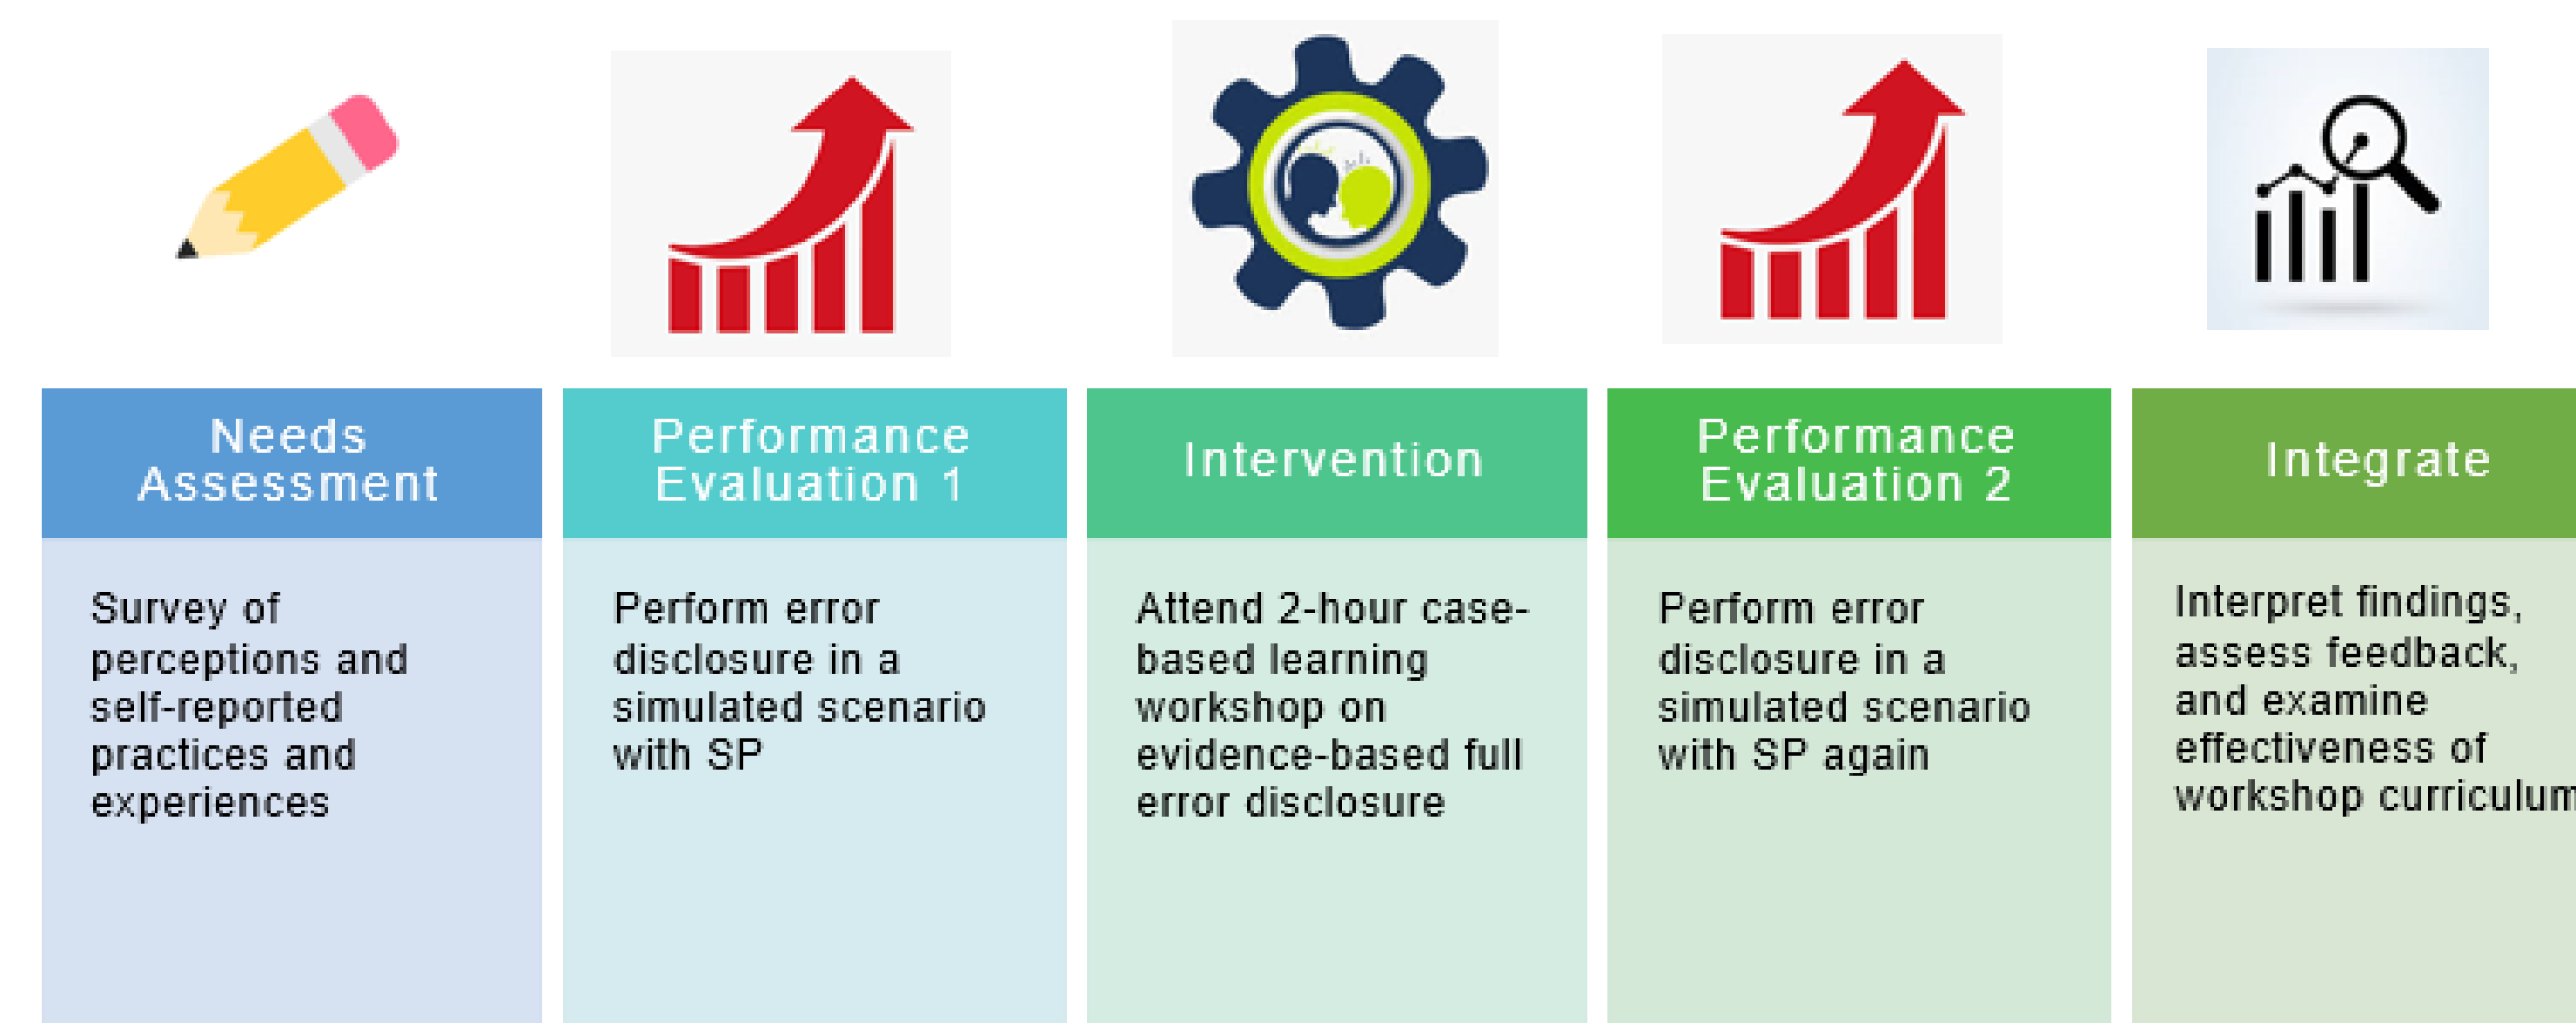 Needs
Assessment
Survey of
perceptions and
self-reported
practices and
experiences
Performance
Evaluation 1
Perform error
disclosure in a
simulated scenario
with SP
Intervention
Attend 2-hour case-
based learning
workshop on
evidence-based full
error disclosure
Performance
Evaluation 2
Perform error
disclosure in a
simulated scenario
with SP again
Integrate
Interpret findings,
assess feedback,
and examine
effectiveness of
workshop curriculum